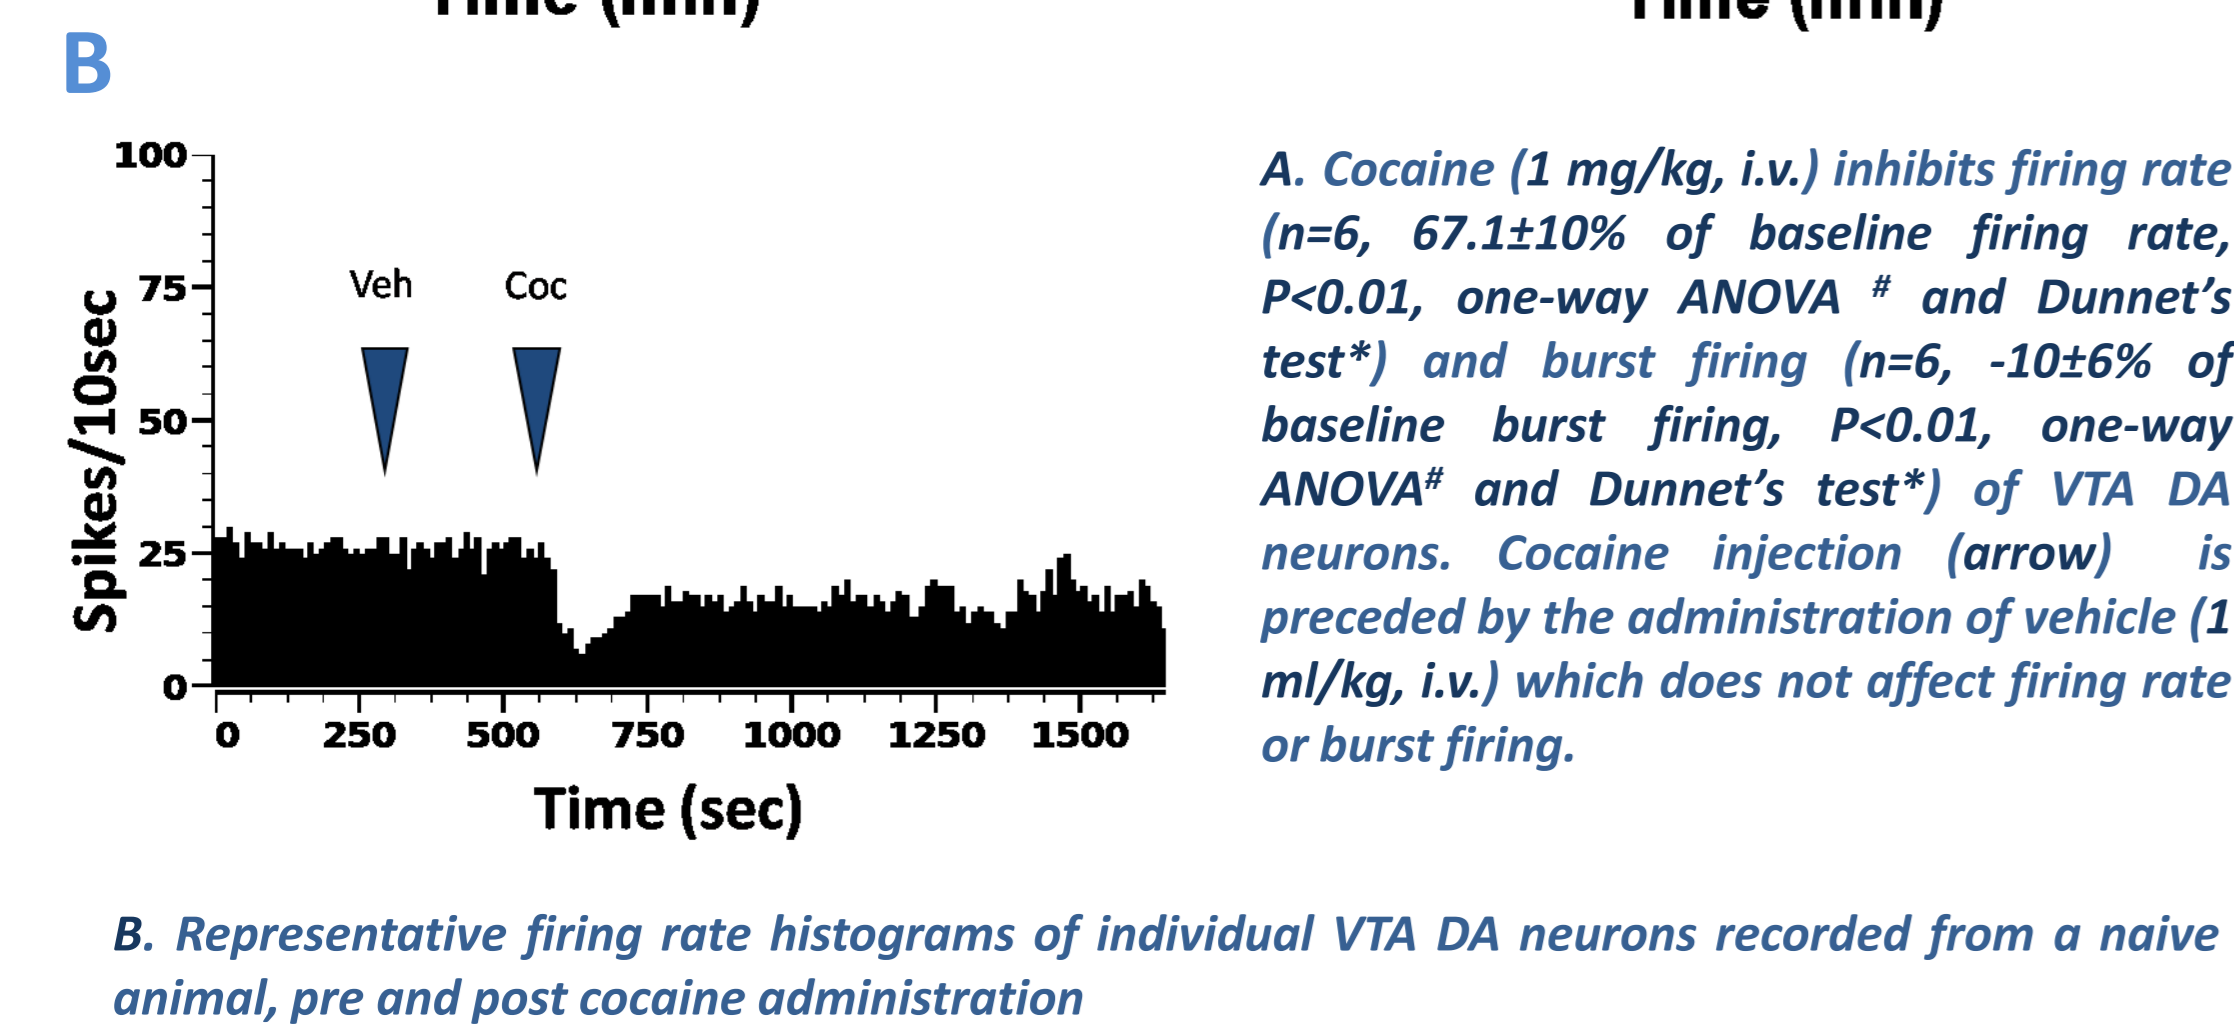 Time (min) Time (min)
B
100
75
50
25
0
Spikes/10sec
Veh Coc
0 250 500 750 1000 1250 1500
Time (sec)
A. Cocaine (1 mg/kg, i.v.) inhibits firing rate
(n=6, 67.1±10% of baseline firing rate,
P<0.01, one-way ANOVA # and Dunnet’s
test*) and burst firing (n=6, -10±6% of
baseline burst firing, P<0.01, one-way
ANOVA# and Dunnet’s test*) of VTA DA
neurons. Cocaine injection (arrow) is
preceded by the administration of vehicle (1
ml/kg, i.v.) which does not affect firing rate
or burst firing.
B. Representative firing rate histograms of individual VTA DA neurons recorded from a naive
animal, pre and post cocaine administration